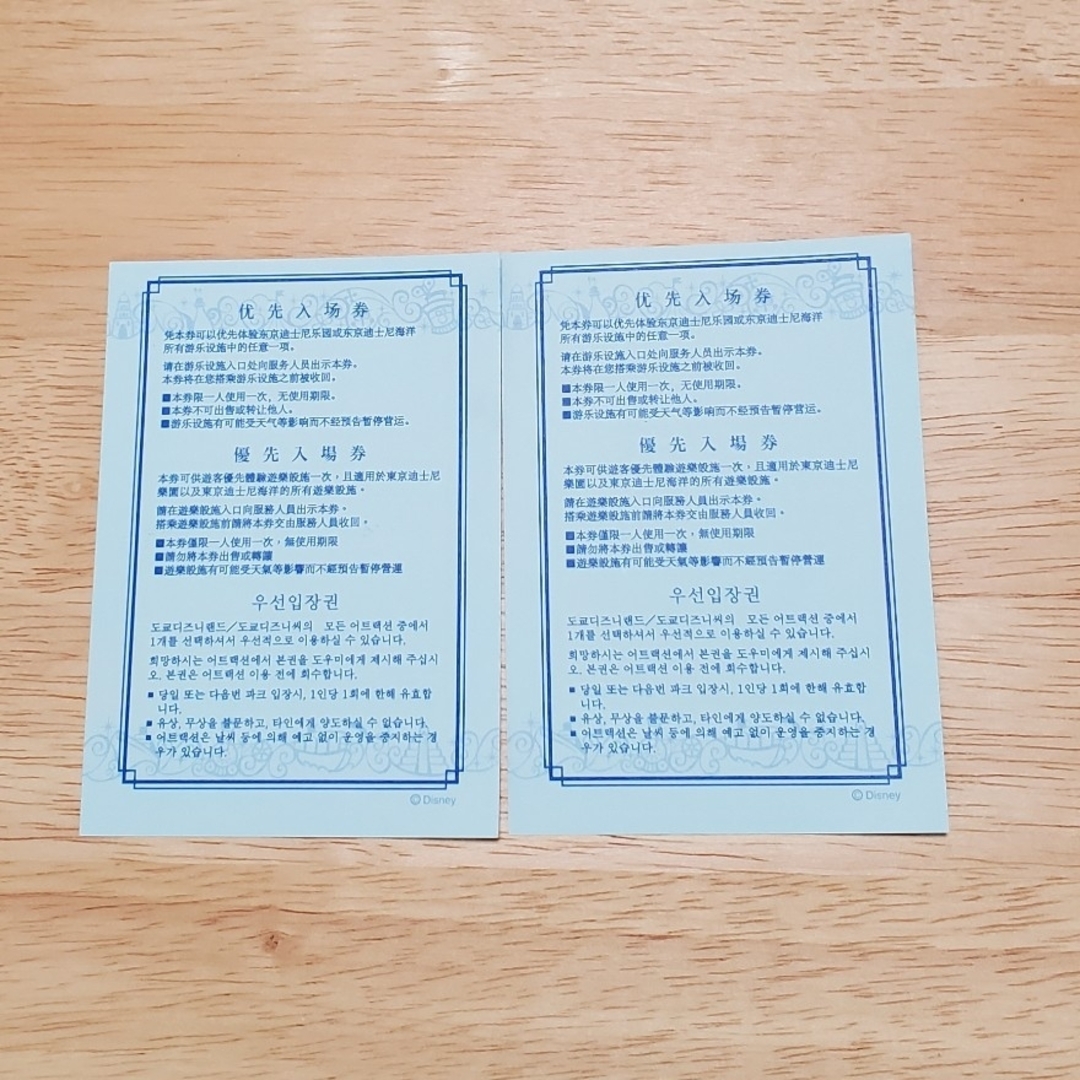 优先入场券
凭本券可以优先体验东京迪士尼乐园或东京迪士尼海洋
所有游乐设施中的任意一项。
请在游乐设施入口处向服务人员出示本券。
本券将在您搭乘游乐设施之前被收回。
■本券限一人使用一次，无使用期限。
■本券不可出售或转让他人。
■游乐设施有可能受天气等影响而不经预告暂停营运。
優先入場券
本券可供遊客優先體驗遊樂設施一次，且適用於東京迪士尼
樂園以及東京迪士尼海洋的所有遊樂設施。
請在遊樂設施入口向服務人員出示本券。
搭乘遊樂設施前請將本券交由服務人員收回。
■本券僅限一人使用一次，無使用期限
■請勿將本券出售或轉讓
■遊樂設施有可能受天氣等影響而不經預告暫停營運
우선입장권
도쿄디즈니랜드／도쿄디즈니씨의 모든 어트랙션 중에서
1개를 선택하셔서 우선적으로 이용하실 수 있습니다.
희망하시는 어트랙션에서 본권을 도우미에게 제시해 주십시
오. 본권은 어트랙션 이용 전에 회수합니다.
■ 당일 또는 다음번 파크 입장시, 1인당 1회에 한해 유효합
니다.
■ 유상, 무상을 불문하고, 타인에게 양도하실 수 없습니다.
■ 어트랙션은 날씨 등에 의해 예고 없이 운영을 중지하는 경
우가 있습니다.
©Disney
优先入场券
凭本券可以优先体验东京迪士尼乐园或东京迪士尼海洋
所有游乐设施中的任意一项。
请在游乐设施入口处向服务人员出示本券。
本券将在您搭乘游乐设施之前被收回。
■本券限一人使用一次，无使用期限。
■本券不可出售或转让他人。
■游乐设施有可能受天气等影响而不经预告暂停营运。
優先入場券
本券可供遊客優先體驗遊樂設施一次，且適用於東京迪士尼
樂園以及東京迪士尼海洋的所有遊樂設施。
請在遊樂設施入口向服務人員出示本券。
搭乘遊樂設施前請將本券交由服務人員收回。
■本券僅限一人使用一次，無使用期限
■請勿將本券出售或轉讓
■遊樂設施有可能受天氣等影響而不經預告暫停營運
우선입장권
도쿄디즈니랜드／도쿄디즈니씨의 모든 어트랙션 중에서
1개를 선택하셔서 우선적으로 이용하실 수 있습니다.
희망하시는 어트랙션에서 본권을 도우미에게 제시해 주십시
오. 본권은 어트랙션 이용 전에 회수합니다.
■ 당일 또는 다음번 파크 입장시, 1인당 1회에 한해 유효합
니다.
■ 유상, 무상을 불문하고, 타인에게 양도하실 수 없습니다.
■ 어트랙션은 날씨 등에 의해 예고 없이 운영을 중지하는 경
우가 있습니다.
©Disney